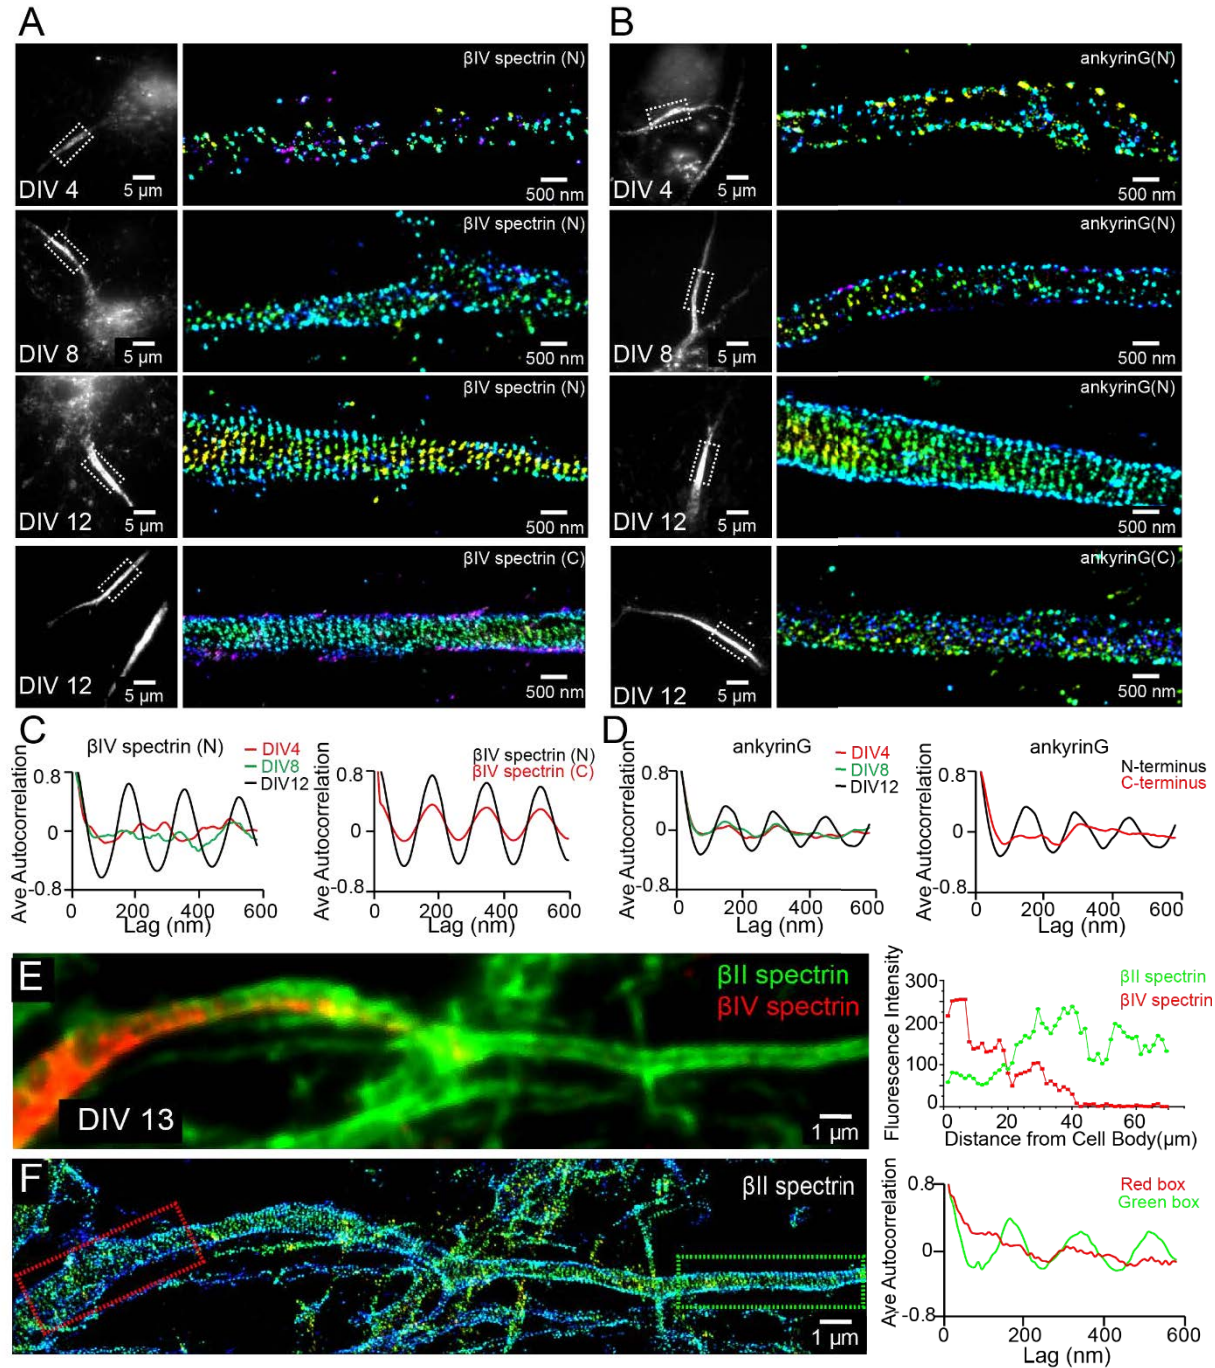 A
βIV spectrin (N)
DIV 4
5 µm
500 nm
βIV spectrin (N)
DIV 8
5 µm
500 nm
βIV spectrin (N)
DIV 12
5 µm
500 nm
βIV spectrin (C)
DIV 12
5 µm
500 nm
B
ankyrinG(N)
DIV 4
5 µm
500 nm
ankyrinG(N)
DIV 8
5 µm
500 nm
ankyrinG(N)
DIV 12
5 µm
500 nm
ankyrinG(C)
DIV 12
5 µm
500 nm
C
βIV spectrin (N)
DIV4
DIV8
DIV12
Ave Autocorrelation
0.8
0
-0.8
0 200 400 600
Lag (nm)
βIV spectrin (N)
βIV spectrin (C)
Ave Autocorrelation
0.8
0
-0.8
0 200 400 600
Lag (nm)
D
ankyrinG
DIV4
DIV8
DIV12
Ave Autocorrelation
0.8
0
-0.8
0 200 400 600
Lag (nm)
ankyrinG
N-terminus
C-terminus
Ave Autocorrelation
0.8
0
-0.8
0 200 400 600
Lag (nm)
E
βII spectrin
βIV spectrin
DIV 13
1 µm
βII spectrin
βIV spectrin
Fluorescence Intensity
300
250
100
50
0
0 20 40 60
Distance from Cell Body(µm)
F
βII spectrin
1 µm
Red box
Green box
Ave Autocorrelation
0.8
0
-0.8
0 200 400 600
Lag (nm)